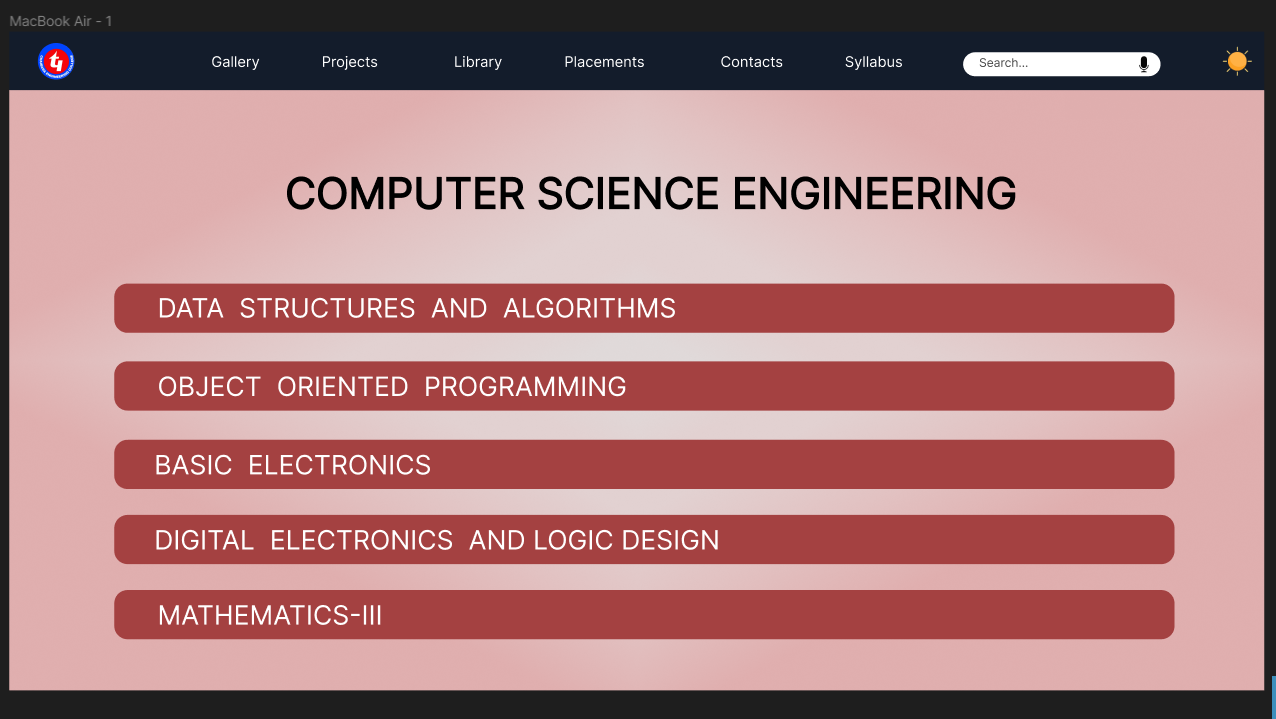 MacBook Air - 1
Gallery Projects Library Placements Contacts Syllabus Search...
COMPUTER SCIENCE ENGINEERING
DATA STRUCTURES AND ALGORITHMS
OBJECT ORIENTED PROGRAMMING
BASIC ELECTRONICS
DIGITAL ELECTRONICS AND LOGIC DESIGN
MATHEMATICS-III